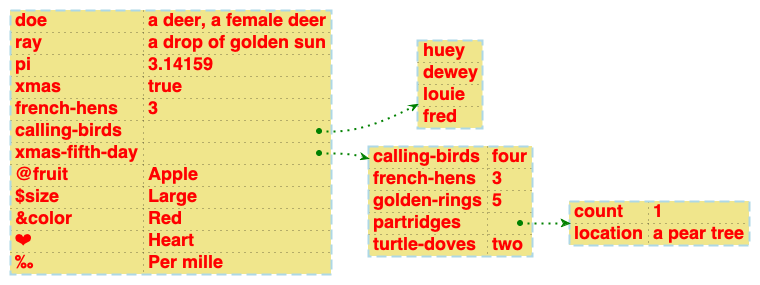 doe a deer, a female deer
ray a drop of golden sun
pi 3.14159
xmas true
french-hens 3
calling-birds
xmas-fifth-day
@fruit Apple
$size Large
&color Red
❤ Heart
‰ Per mille
huey
dewey
louie
fred
calling-birds four
french-hens 3
golden-rings 5
partridges
turtle-doves two
count 1
location a pear tree